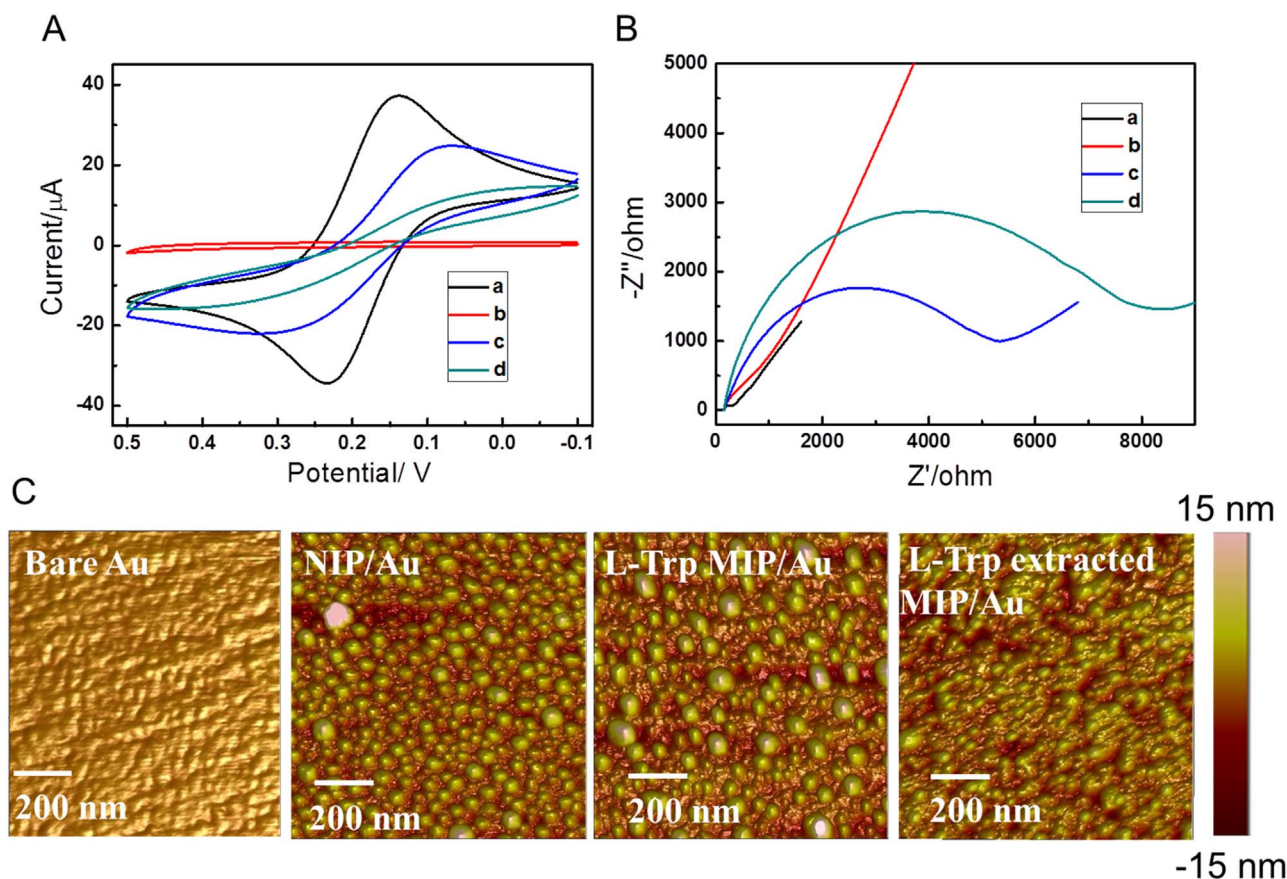 A
40
20
0
-20
-40
Current/μA
0.5 0.4 0.3 0.2 0.1 0.0 -0.1
Potential/ V
a
b
c
d
B
5000
4000
3000
2000
1000
0
-Z"/ohm
0 2000 4000 6000 8000
Z'/ohm
a
b
c
d
C
Bare Au
200 nm
NIP/Au
200 nm
L-Trp MIP/Au
200 nm
L-Trp extracted
MIP/Au
200 nm
15 nm
-15 nm